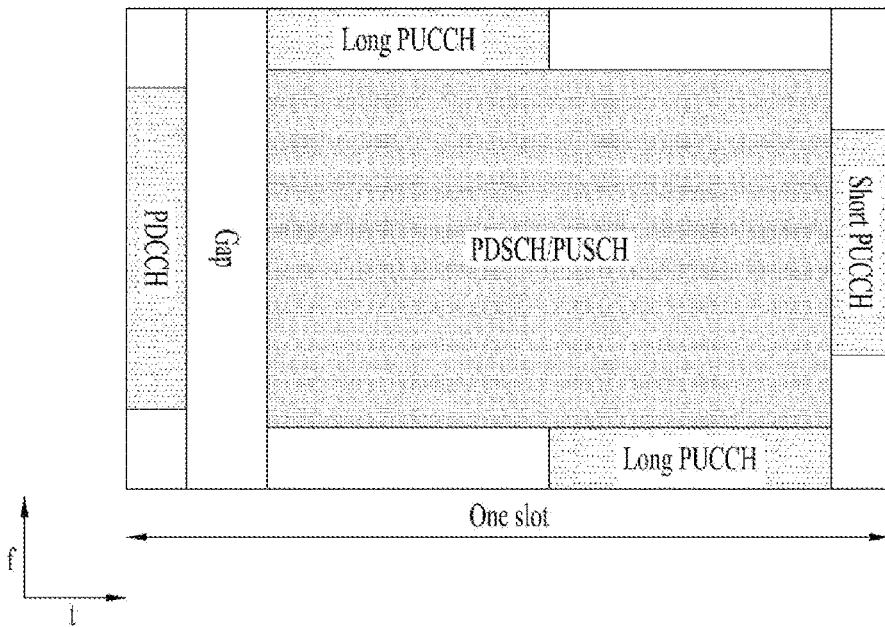 Long PUCCH
PDCCH
Gap
PDSCH/PUSCH
Short PUCCH
Long PUCCH
One slot
f
t